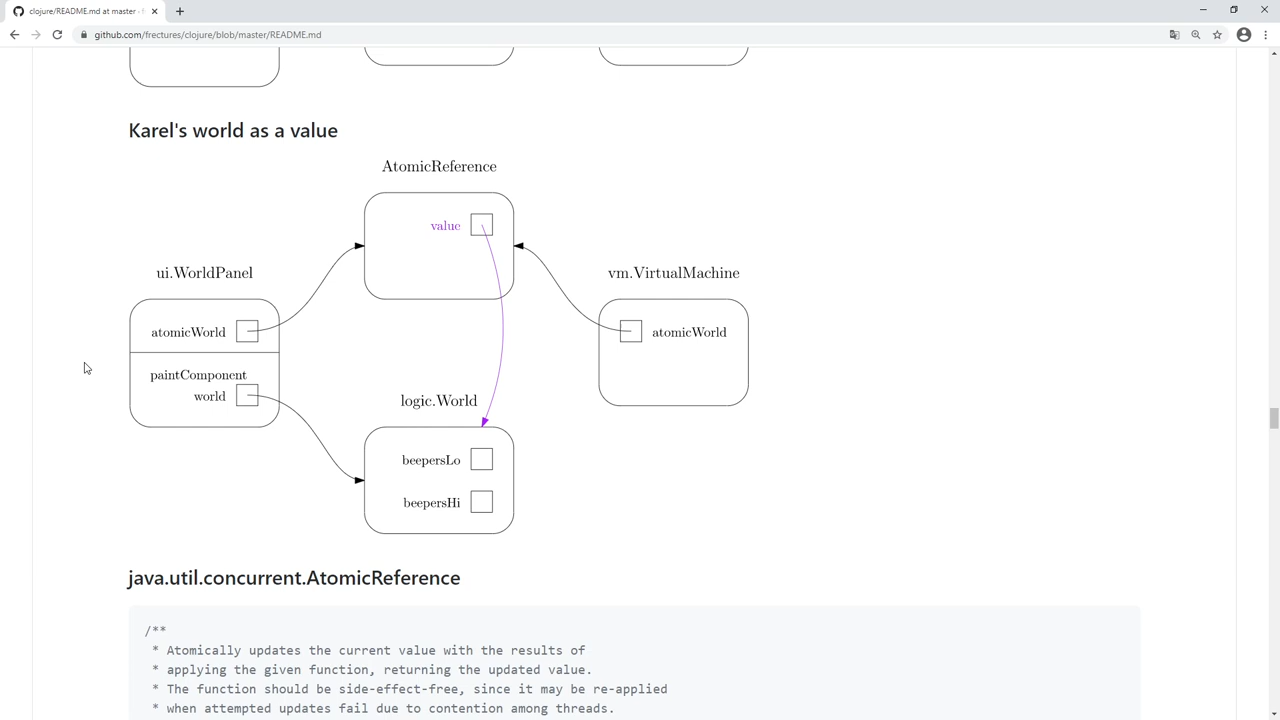 clojure/README.md at master · f
github.com/frectures/clojure/blob/master/README.md
Karel's world as a value
AtomicReference
value
ui.WorldPanel
vm.VirtualMachine
atomicWorld
atomicWorld
paintComponent
world
logic.World
beepersLo
beepersHi
java.util.concurrent.AtomicReference
/**
* Atomically updates the current value with the results of
* applying the given function, returning the updated value.
* The function should be side-effect-free, since it may be re-applied
* when attempted updates fail due to contention among threads.